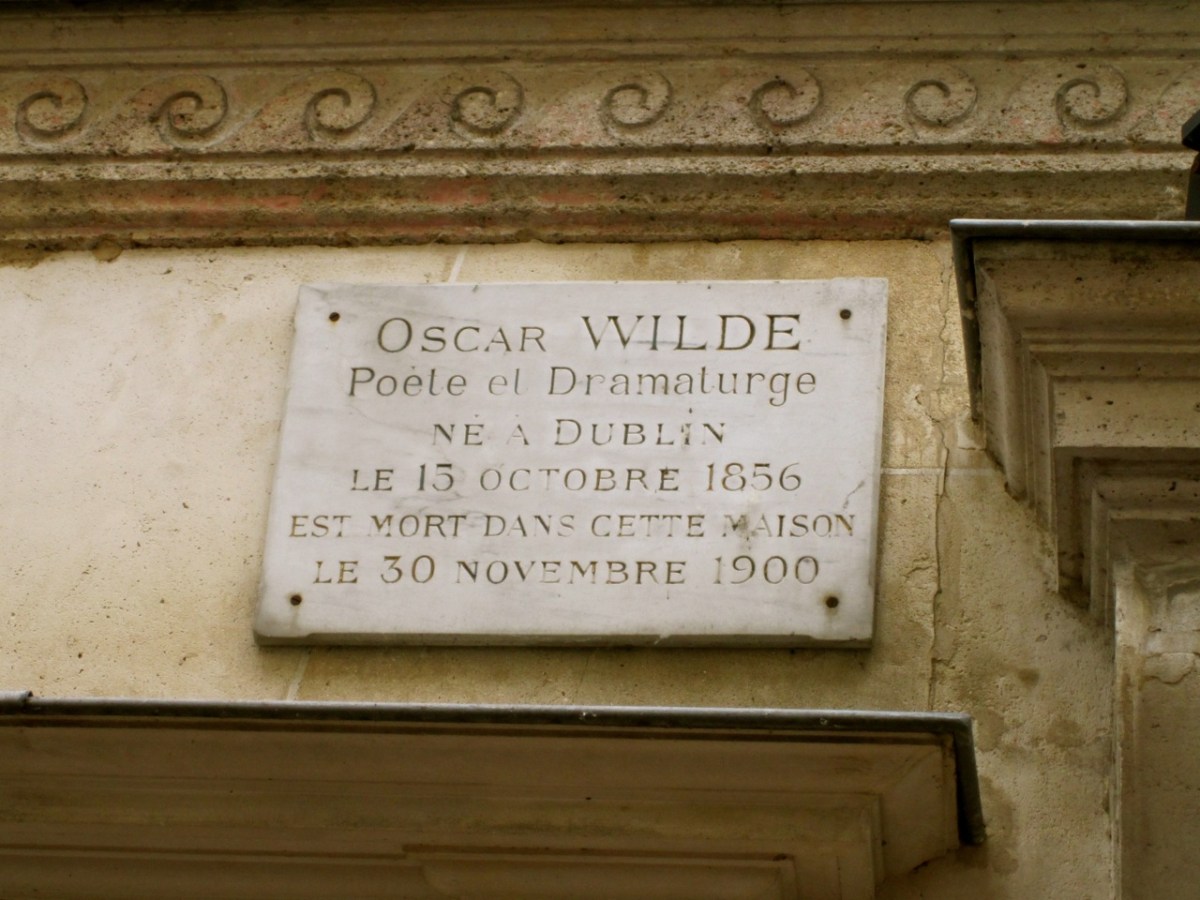 OSCAR WILDE
Poète et Dramaturge
NÉ À DUBLIN
LE 15 OCTOBRE 1856
EST MORT DANS CETTE MAISON
LE 30 NOVEMBRE 1900